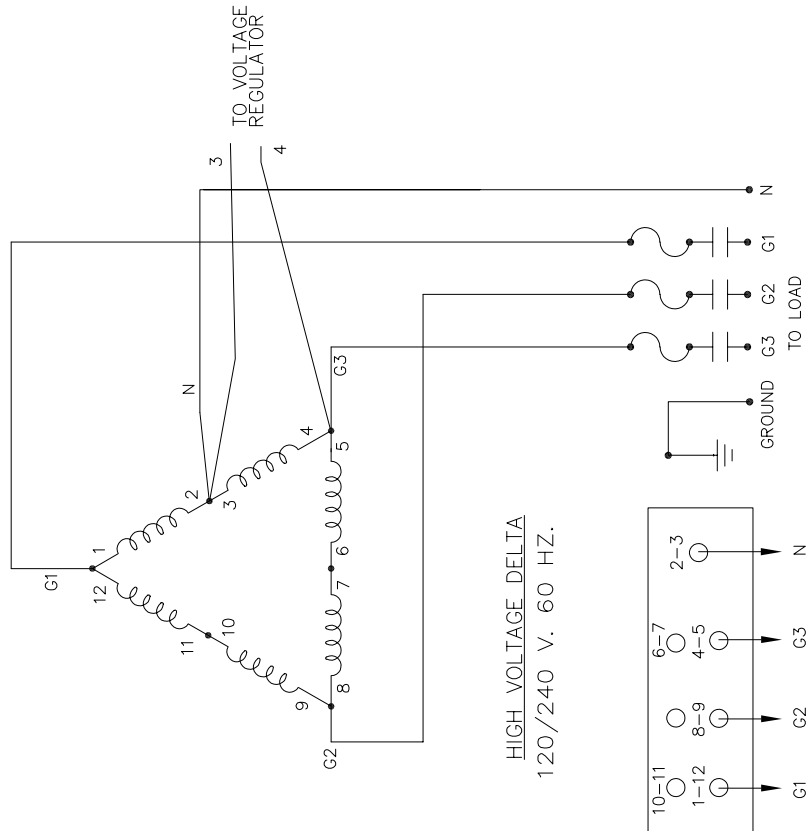 TO VOLTAGE
REGULATOR
3
4
N
G1
1
12
2
3
11
10
4
9
5
G3
6
7
8
G2
N
G1
G2
G3
TO LOAD
GROUND
HIGH VOLTAGE DELTA
120/240 V. 60 HZ.
10-11
6-7
2-3
1-12
8-9
4-5
G1
G2
G3
N